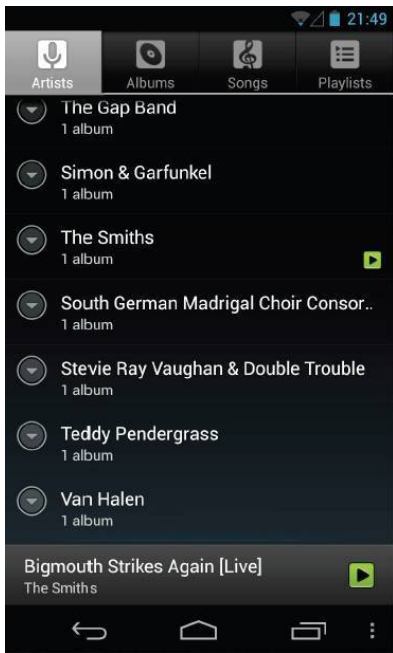 21:49
Artists
Albums
Songs
Playlists
The Gap Band
1 album
Simon & Garfunkel
1 album
The Smiths
1 album
South German Madrigal Choir Consor..
1 album
Stevie Ray Vaughan & Double Trouble
1 album
Teddy Pendergrass
1 album
Van Halen
1 album
Bigmouth Strikes Again [Live]
The Smiths